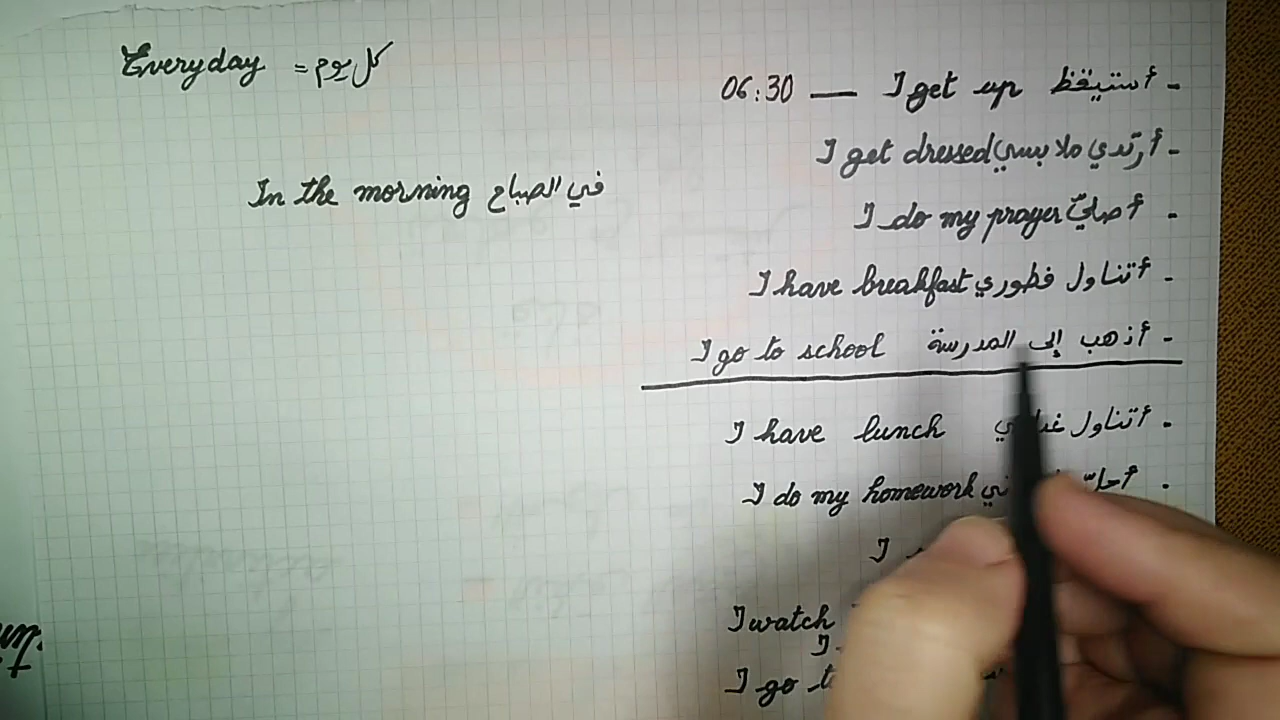 Everyday = كل يوم
06:30 — I get up أستيقظ -
I get dressed أرتدي ملابسي -
In the morning في الصباح
I do my prayer أصليّ -
I have breakfast أتناول فطوري -
I go to school أذهب إلى المدرسة -
I have lunch أتناول -
I do my homework أحلّ -
I
I watch
I
I go